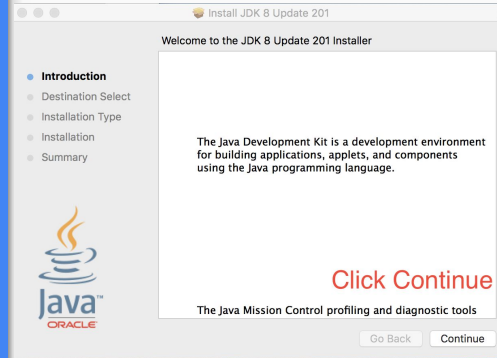 Install JDK 8 Update 201
Welcome to the JDK 8 Update 201 Installer
Introduction
Destination Select
Installation Type
Installation
Summary
The Java Development Kit is a development environment
for building applications, applets, and components
using the Java programming language.
Click Continue
The Java Mission Control profiling and diagnostic tools
Java™
ORACLE
Go Back
Continue